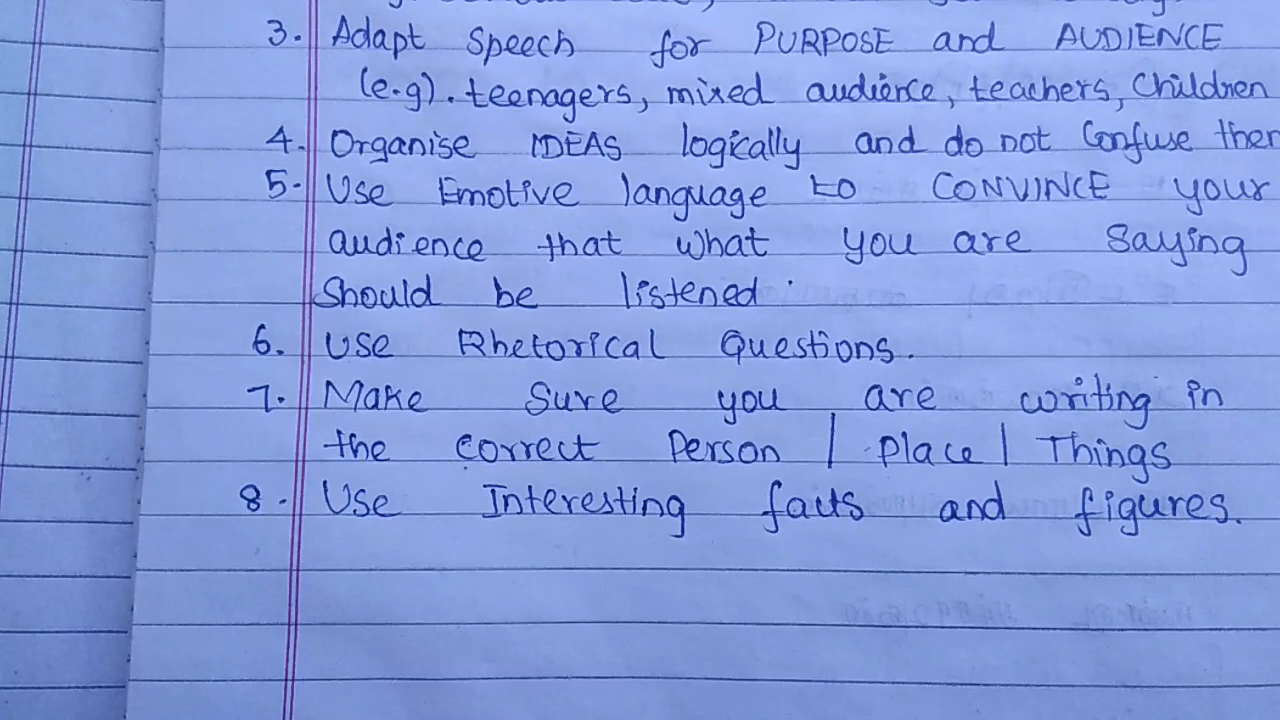 3. Adapt speech for PURPOSE and AUDIENCE
(e.g). teenagers, mixed audience, teachers, Children
4. Organise IDEAS logically and do not Confuse
5. Use Emotive language to CONVINCE your
audience that what you are saying
should be listened.
6. Use Rhetorical Questions.
7. Make Sure you are writing in
the correct Person | Place | Things
8. Use Interesting facts and figures.